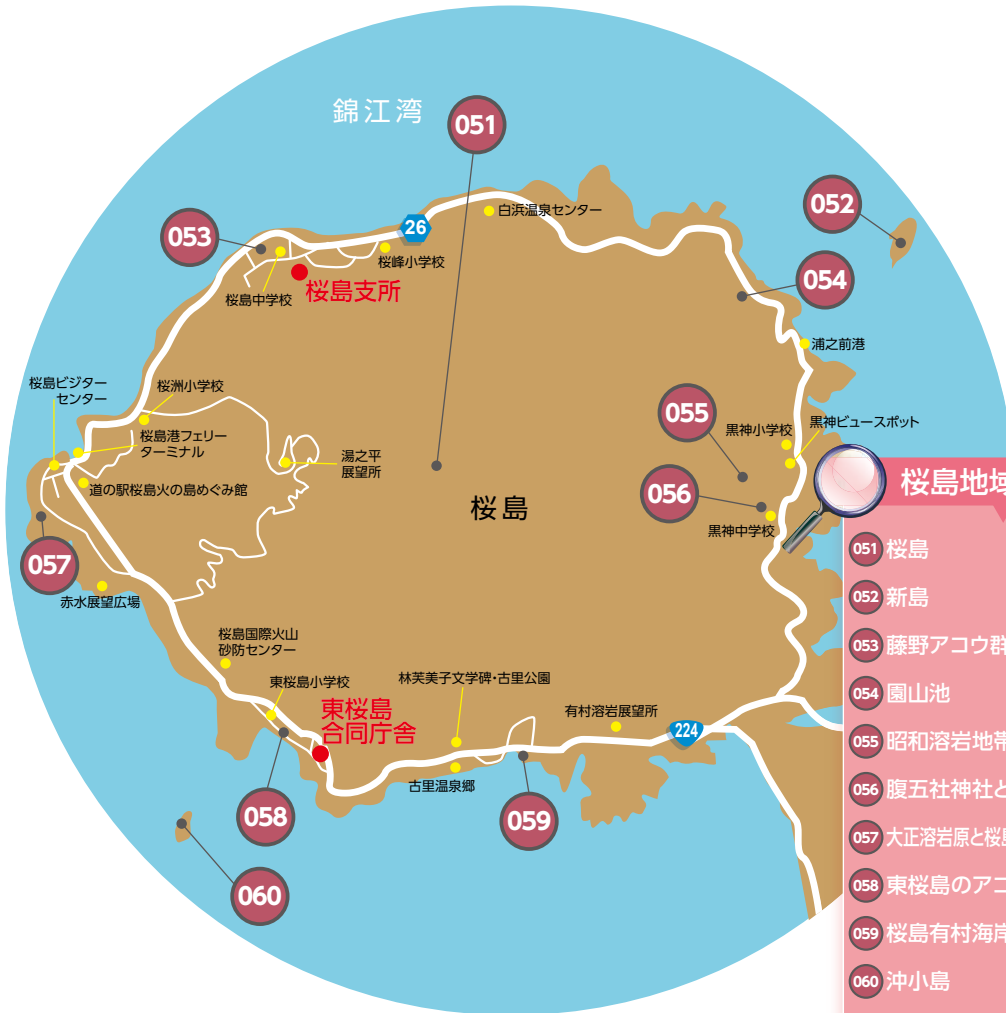 錦江湾
051
052
053
26
白浜温泉センター
桜峰小学校
桜島中学校
桜島支所
054
浦之前港
桜島ビジター
センター
桜洲小学校
桜島港フェリー
ターミナル
湯之平
展望所
道の駅桜島火の島めぐみ館
055
黒神小学校
黒神ビュースポット
056
黒神中学校
桜島
057
赤水展望広場
桜島国際火山
砂防センター
東桜島小学校
東桜島
合同庁舎
林芙美子文学碑・古里公園
有村溶岩展望所
224
古里温泉郷
058
059
060
桜島地域
051 桜島
052 新島
053 藤野アコウ群
054 園山池
055 昭和溶岩地帯
056 腹五社神社と
057 大正溶岩原と桜島
058 東桜島のアコ
059 桜島有村海岸
060 沖小島